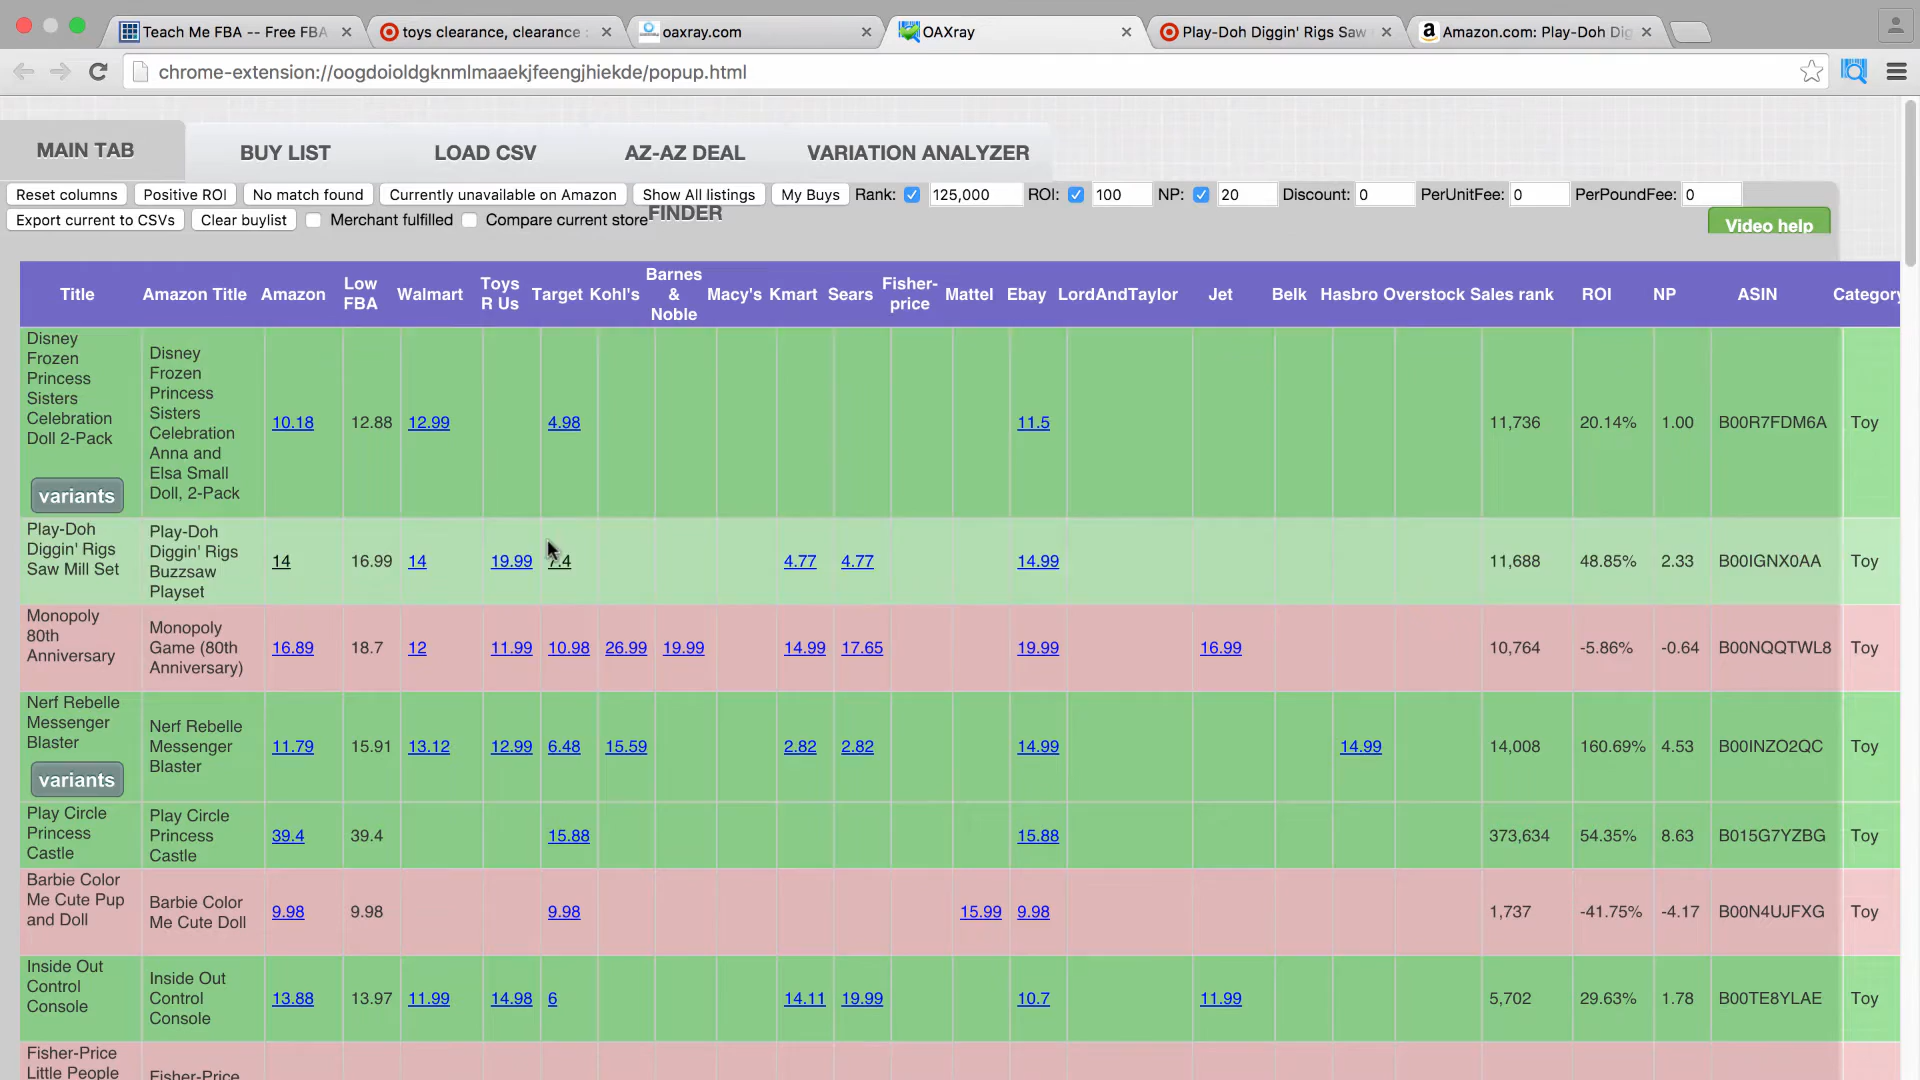 Teach Me FBA -- Free FBA
toys clearance, clearance
oaxray.com
OAXray
Play-Doh Diggin' Rigs Saw
Amazon.com: Play-Doh Dig
chrome-extension://oogdoioldgknmlmaaekjfeengjhiekde/popup.html
MAIN TAB BUY LIST LOAD CSV AZ-AZ DEAL VARIATION ANALYZER
Reset columns Positive ROI No match found Currently unavailable on Amazon Show All listings My Buys Rank: 125,000 ROI: 100 NP: 20 Discount: 0 PerUnitFee: 0 PerPoundFee: 0
Export current to CSVs Clear buylist Merchant fulfilled Compare current store FINDER
Video help
Title Amazon Title Amazon Low FBA Walmart Toys R Us Target Kohl's Barnes & Noble Macy's Kmart Sears Fisher-price Mattel Ebay LordAndTaylor Jet Belk Hasbro Overstock Sales rank ROI NP ASIN Category
Disney
Frozen
Princess
Sisters
Celebration
Doll 2-Pack
variants
Disney
Frozen
Princess
Sisters
Celebration
Anna and
Elsa Small
Doll, 2-Pack
10.18 12.88 12.99 4.98 11.5 11,736 20.14% 1.00 B00R7FDM6A Toy
Play-Doh
Diggin' Rigs
Saw Mill Set
Play-Doh
Diggin' Rigs
Buzzsaw
Playset
14 16.99 14 19.99 7.4 4.77 4.77 14.99 11,688 48.85% 2.33 B00IGNX0AA Toy
Monopoly
80th
Anniversary
Monopoly
Game (80th
Anniversary)
16.89 18.7 12 11.99 10.98 26.99 19.99 14.99 17.65 19.99 16.99 10,764 -5.86% -0.64 B00NQQTWL8 Toy
Nerf Rebelle
Messenger
Blaster
variants
Nerf Rebelle
Messenger
Blaster
11.79 15.91 13.12 12.99 6.48 15.59 2.82 2.82 14.99 14.99 14,008 160.69% 4.53 B00INZO2QC Toy
Play Circle
Princess
Castle
Play Circle
Princess
Castle
39.4 39.4 15.88 15.88 373,634 54.35% 8.63 B015G7YZBG Toy
Barbie Color
Me Cute Pup
and Doll
Barbie Color
Me Cute Doll
9.98 9.98 9.98 15.99 9.98 1,737 -41.75% -4.17 B00N4UJFXG Toy
Inside Out
Control
Console
Inside Out
Control
Console
13.88 13.97 11.99 14.98 6 14.11 19.99 10.7 11.99 5,702 29.63% 1.78 B00TE8YLAE Toy
Fisher-Price
Little People
Fisher-Price